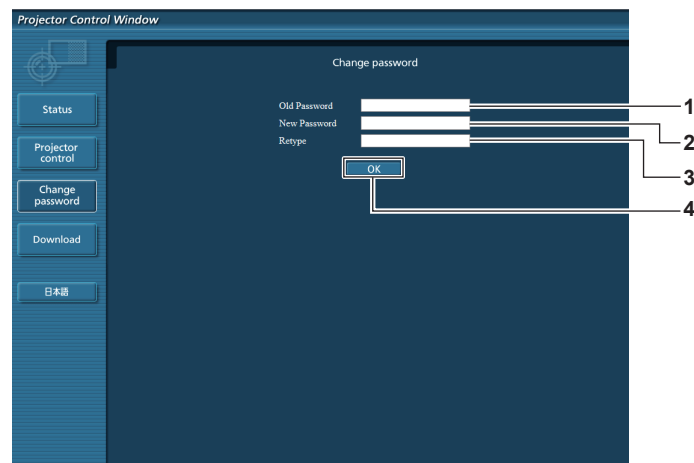 Projector Control Window
Change password
Status
Projector
control
Change
password
Download
日本語
Old Password
New Password
Retype
OK
1
2
3
4